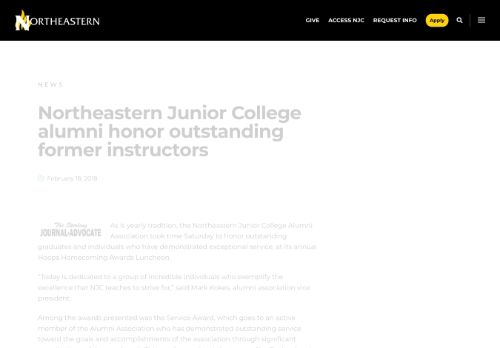 NORTHEASTERN
GIVE ACCESS NJC REQUEST INFO Apply
NEWS
Northeastern Junior College
alumni honor outstanding
former instructors
February 19, 2018
The Sterling
JOURNAL-ADVOCATE
As is yearly tradition, the Northeastern Junior College Alumni
Association took time Saturday to honor outstanding
graduates and individuals who have demonstrated exceptional service, at its annual
Hoops Homecoming Awards Luncheon.
"Today is dedicated to a group of incredible individuals who exemplify the
excellence that NJC teaches to strive for," said Mark Kokes, alumni association vice
president.
Among the awards presented was the Service Award, which goes to an active
member of the Alumni Association who has demonstrated outstanding service
toward the goals and accomplishments of the association through significant